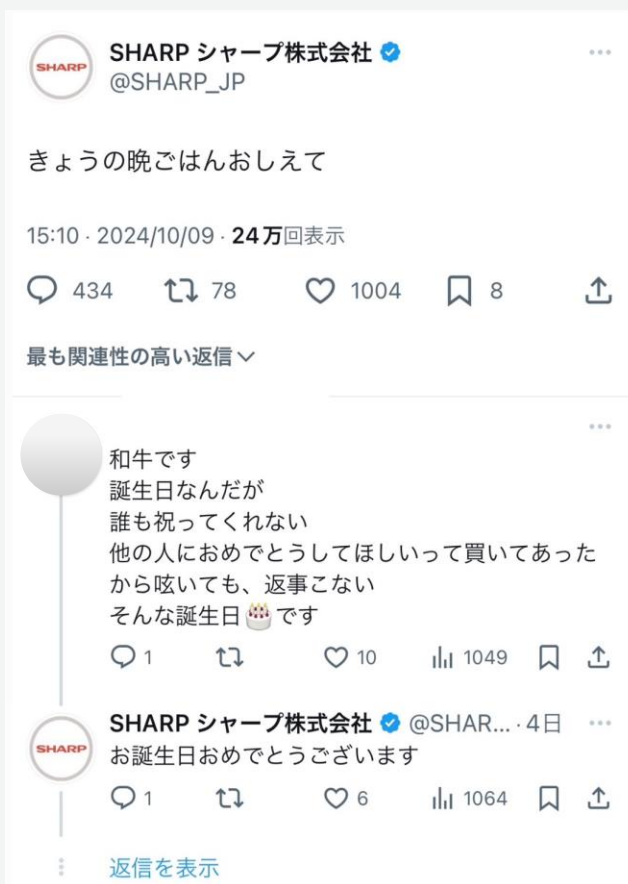 SHARP
SHARP シャープ株式会社
@SHARP_JP
きょうの晩ごはんおしえて
15:10 · 2024/10/09 · 24万回表示
434 78 1004 8
最も関連性の高い返信
和牛です
誕生日なんだが
誰も祝ってくれない
他の人におめでとうしてほしいって買いてあった
から呟いても、返事こない
そんな誕生日🎂です
1 10 1049
SHARP
SHARP シャープ株式会社 @SHAR... · 4日
お誕生日おめでとうございます
1 6 1064
返信を表示